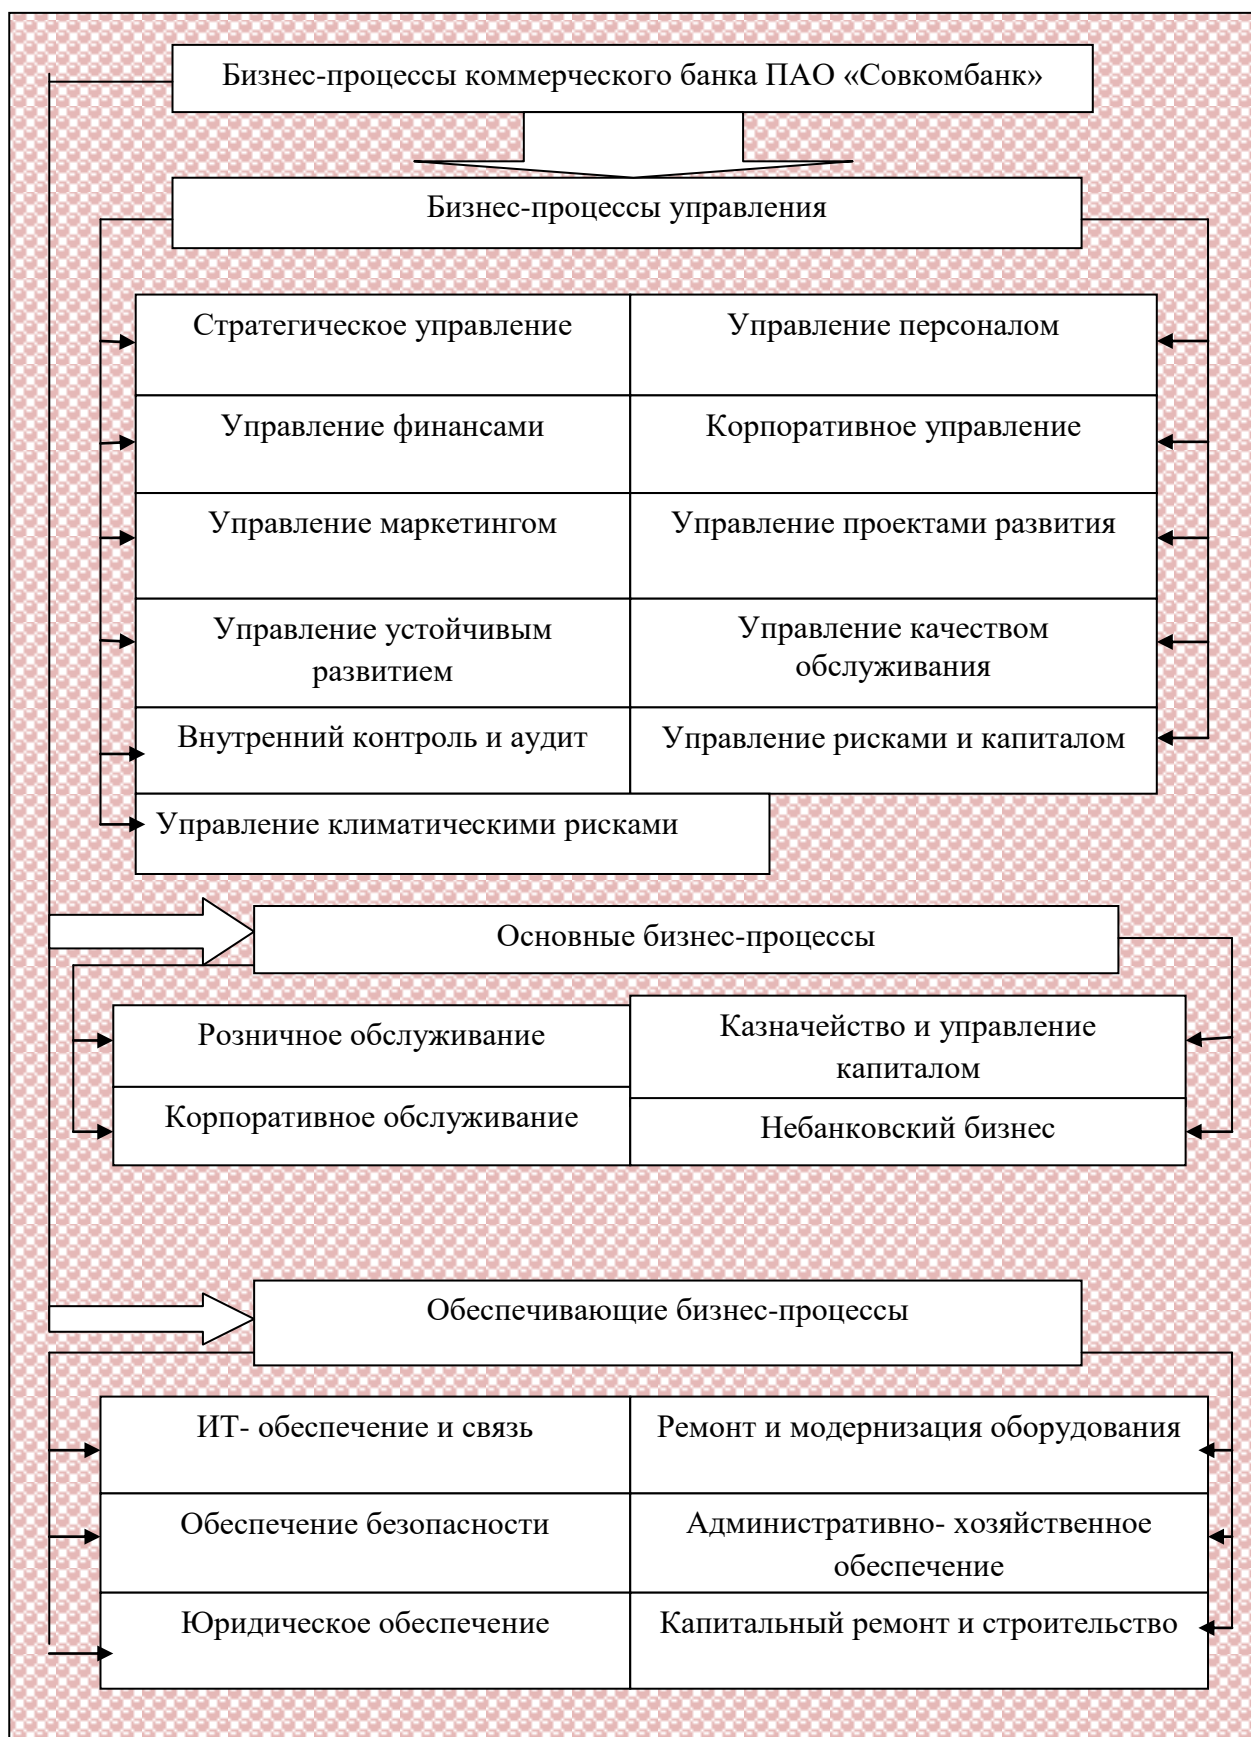 Бизнес-процессы коммерческого банка ПАО «Совкомбанк»
Бизнес-процессы управления
Стратегическое управление
Управление персоналом
Управление финансами
Корпоративное управление
Управление маркетингом
Управление проектами развития
Управление устойчивым
развитием
Управление качеством
обслуживания
Внутренний контроль и аудит
Управление рисками и капиталом
Управление климатическими рисками
Основные бизнес-процессы
Розничное обслуживание
Казначейство и управление
капиталом
Корпоративное обслуживание
Небанковский бизнес
Обеспечивающие бизнес-процессы
ИТ- обеспечение и связь
Ремонт и модернизация оборудования
Обеспечение безопасности
Административно- хозяйственное
обеспечение
Юридическое обеспечение
Капитальный ремонт и строительство